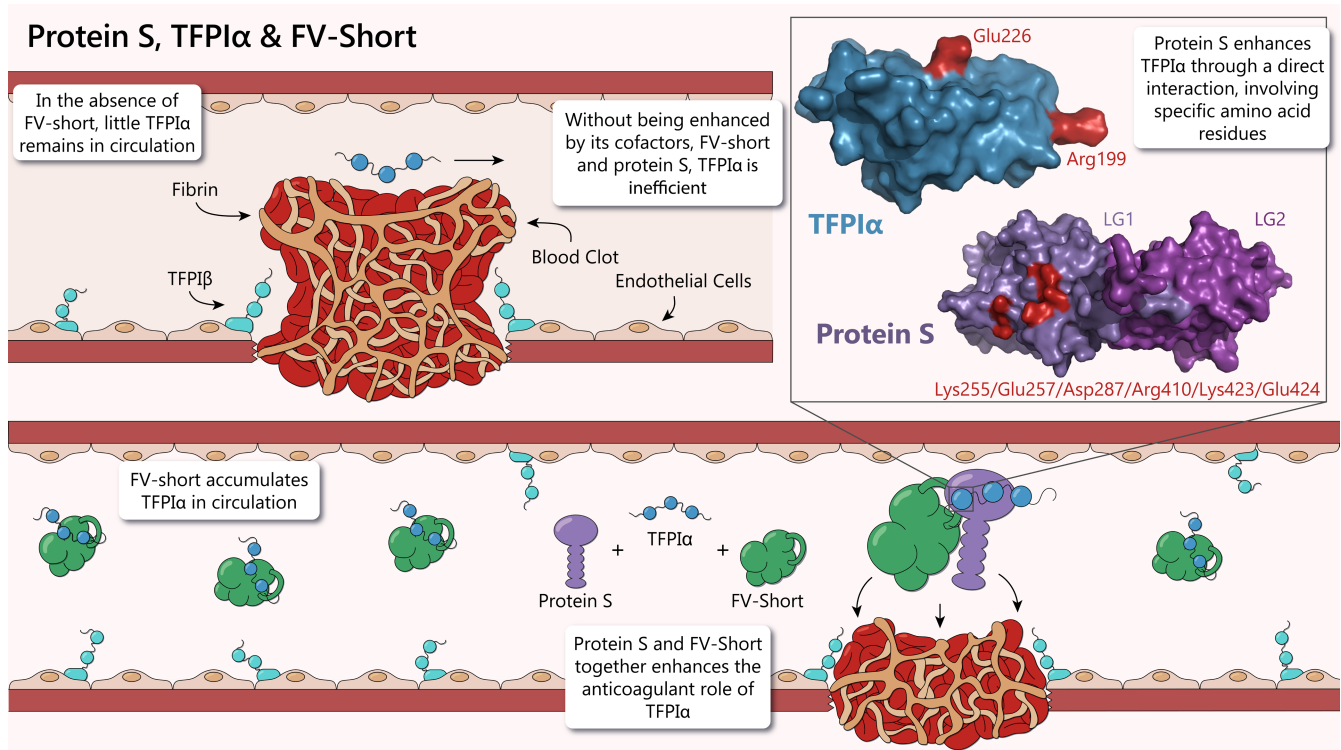 Protein S, TFPIα & FV-Short
In the absence of
FV-short, little TFPIα
remains in circulation
Without being enhanced
by its cofactors, FV-short
and protein S, TFPIα is
inefficient
Fibrin
TFPIβ
Blood Clot
Endothelial Cells
Glu226
Arg199
TFPIα
Protein S enhances
TFPIα through a direct
interaction, involving
specific amino acid
residues
LG1
LG2
Protein S
Lys255/Glu257/Asp287/Arg410/Lys423/Glu424
FV-short accumulates
TFPIα in circulation
Protein S
+
TFPIα
+
FV-Short
Protein S and FV-Short
together enhances the
anticoagulant role of
TFPIα